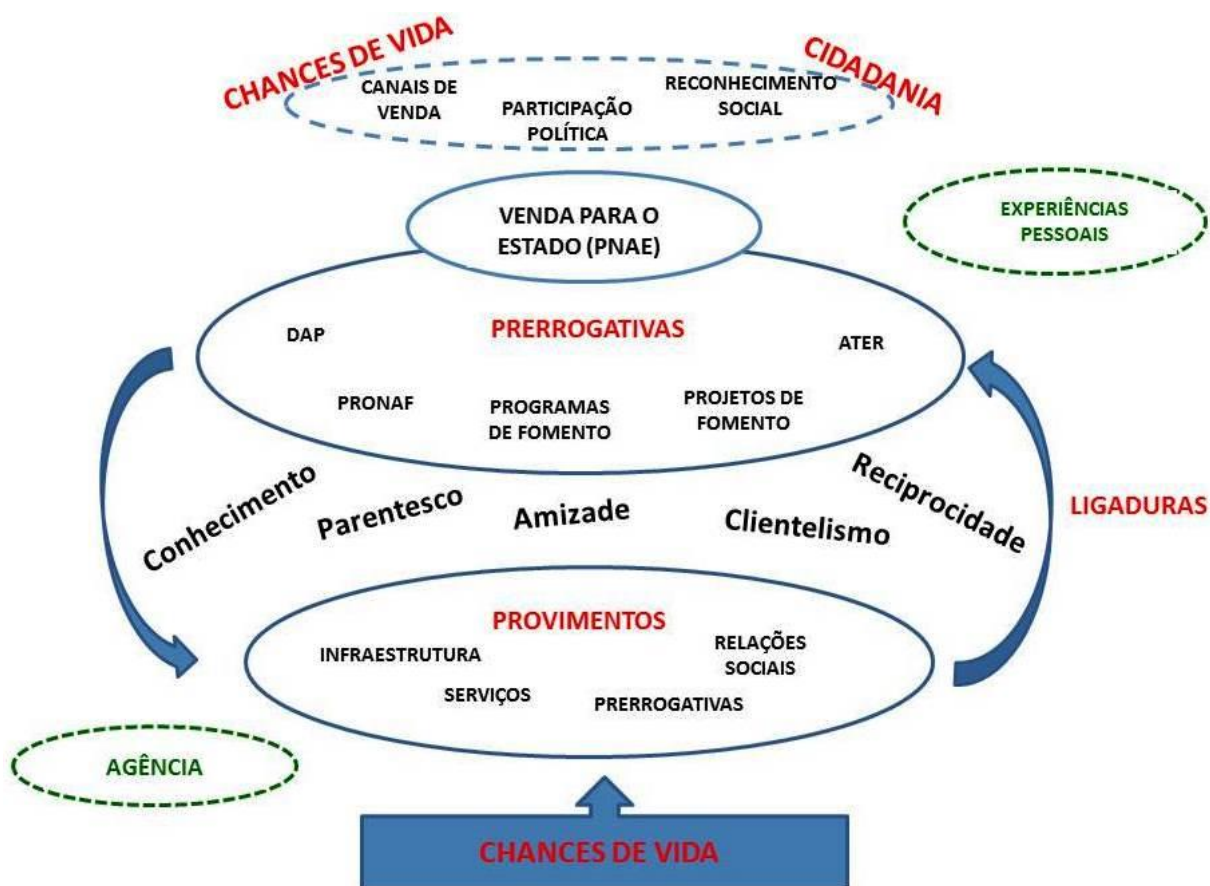 CHANCES DE VIDA
CIDADANIA
CANAIS DE
VENDA
PARTICIPAÇÃO
POLÍTICA
RECONHECIMENTO
SOCIAL
VENDA PARA O
ESTADO (PNAE)
EXPERIÊNCIAS
PESSOAIS
PRERROGATIVAS
DAP
ATER
PRONAF
PROGRAMAS
DE FOMENTO
PROJETOS DE
FOMENTO
Conhecimento
Parentesco
Amizade
Clientelismo
Reciprocidade
LIGADURAS
PROVIMENTOS
INFRAESTRUTURA
RELAÇÕES
SOCIAIS
SERVIÇOS
PRERROGATIVAS
AGÊNCIA
CHANCES DE VIDA